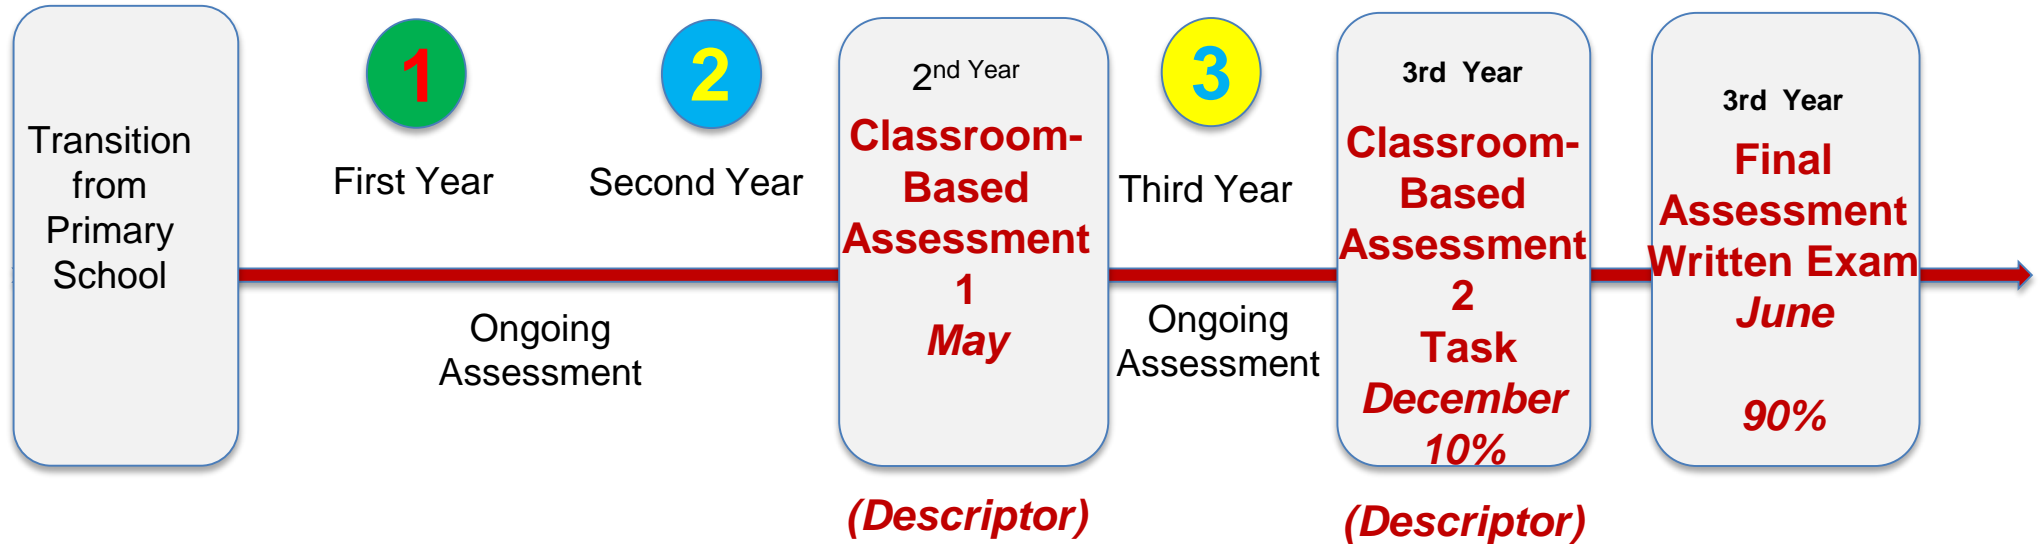 Transition
from
Primary
School
1
First Year
2
Second Year
Ongoing
Assessment
2nd Year
Classroom-
Based
Assessment
1
May
(Descriptor)
3
Third Year
Ongoing
Assessment
3rd Year
Classroom-
Based
Assessment
2
Task
December
10%
(Descriptor)
3rd Year
Final
Assessment
Written Exam
June
90%